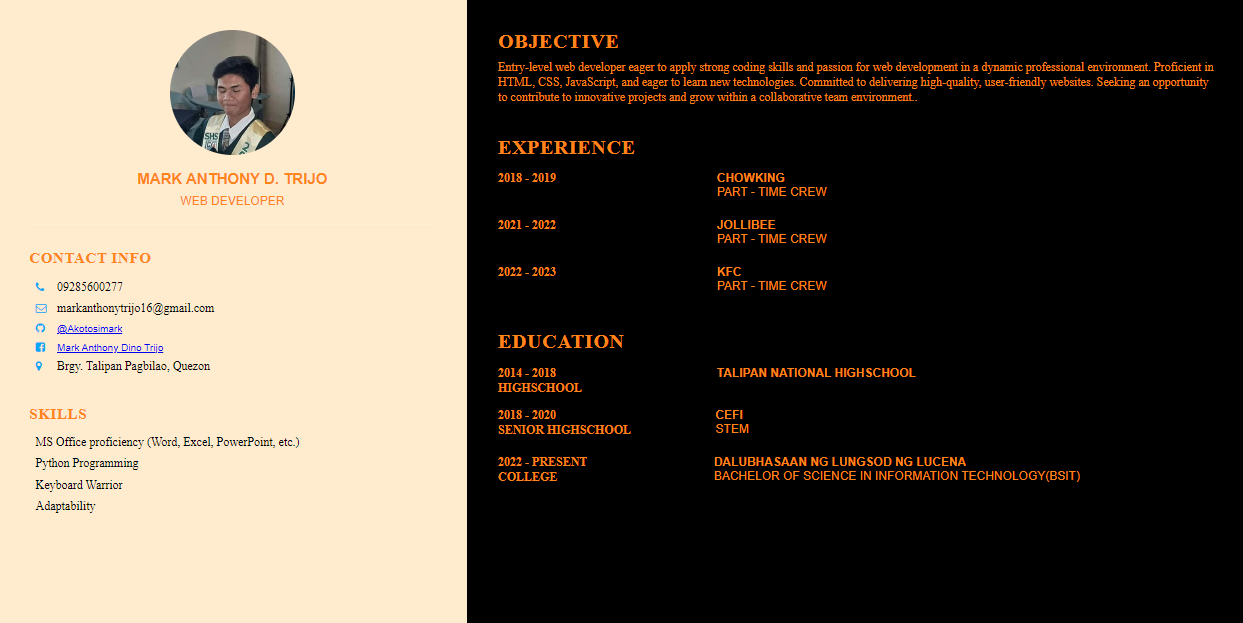 MARK ANTHONY D. TRIJO
WEB DEVELOPER
CONTACT INFO
09285600277
markanthonytrijo16@gmail.com
@Akotosimark
Mark Anthony Dino Trijo
Brgy. Talipan Pagbilao, Quezon
SKILLS
MS Office proficiency (Word, Excel, PowerPoint, etc.)
Python Programming
Keyboard Warrior
Adaptability
OBJECTIVE
Entry-level web developer eager to apply strong coding skills and passion for web development in a dynamic professional environment. Proficient in
HTML, CSS, JavaScript, and eager to learn new technologies. Committed to delivering high-quality, user-friendly websites. Seeking an opportunity
to contribute to innovative projects and grow within a collaborative team environment..
EXPERIENCE
2018 - 2019 CHOWKING
PART - TIME CREW
2021 - 2022 JOLLIBEE
PART - TIME CREW
2022 - 2023 KFC
PART - TIME CREW
EDUCATION
2014 - 2018 TALIPAN NATIONAL HIGHSCHOOL
HIGHSCHOOL
2018 - 2020 CEFI
SENIOR HIGHSCHOOL STEM
2022 - PRESENT DALUBHASAAN NG LUNGSOD NG LUCENA
COLLEGE BACHELOR OF SCIENCE IN INFORMATION TECHNOLOGY(BSIT)